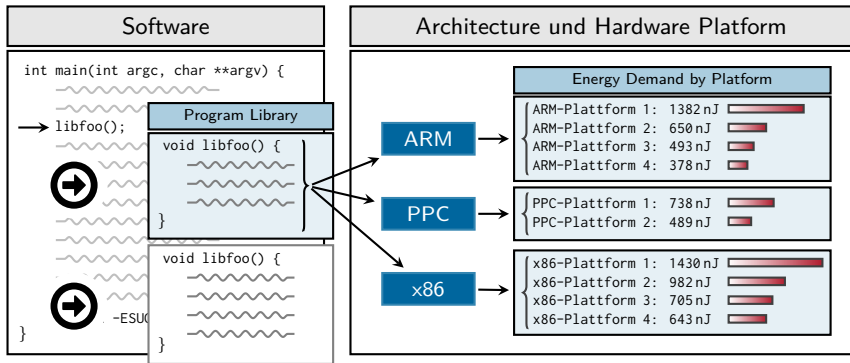 Software
int main(int argc, char **argv) {
libfoo();
-ESUC
}
Program Library
void libfoo() {
}
void libfoo() {
}
Architecture und Hardware Platform
ARM
PPC
x86
Energy Demand by Platform
ARM-Plattform 1: 1382 nJ
ARM-Plattform 2: 650 nJ
ARM-Plattform 3: 493 nJ
ARM-Plattform 4: 378 nJ
PPC-Plattform 1: 738 nJ
PPC-Plattform 2: 489 nJ
x86-Plattform 1: 1430 nJ
x86-Plattform 2: 982 nJ
x86-Plattform 3: 705 nJ
x86-Plattform 4: 643 nJ